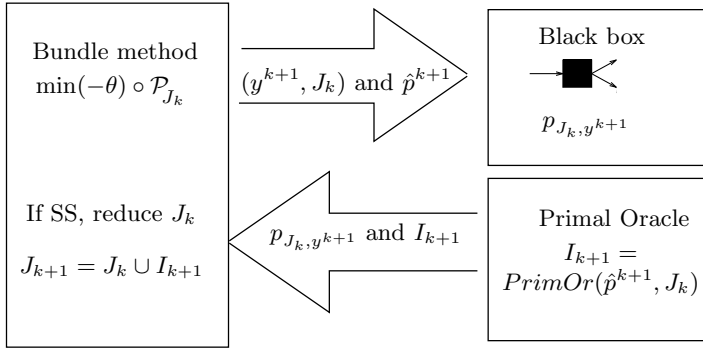 Bundle method
min(−θ) ∘ 𝒫_{J_k}
If SS, reduce J_k
J_{k+1} = J_k ∪ I_{k+1}
(y^{k+1}, J_k) and p̂^{k+1}
p_{J_k,y^{k+1}} and I_{k+1}
Black box
p_{J_k,y^{k+1}}
Primal Oracle
I_{k+1} =
PrimOr(p̂^{k+1}, J_k)